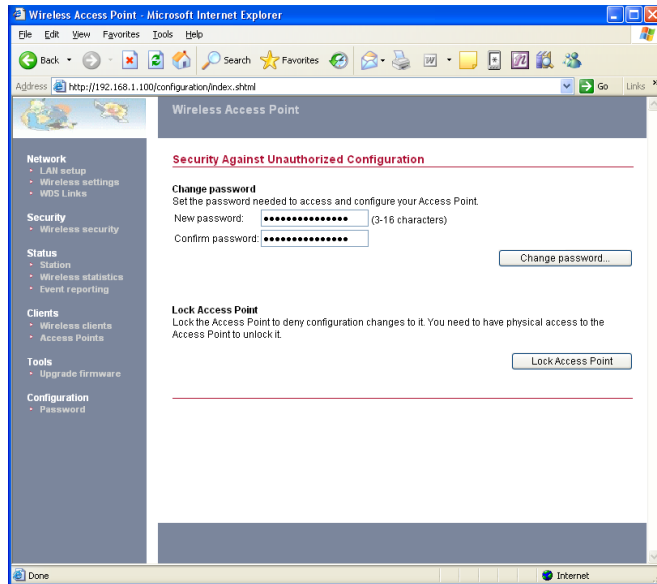 Wireless Access Point - Microsoft Internet Explorer
File Edit View Favorites Tools Help
Back Search Favorites
Address http://192.168.1.100/configuration/index.shtml Go Links »
Wireless Access Point
Network
LAN setup
Wireless settings
WDS Links
Security
Wireless security
Status
Station
Wireless statistics
Event reporting
Clients
Wireless clients
Access Points
Tools
Upgrade firmware
Configuration
Password
Security Against Unauthorized Configuration
Change password
Set the password needed to access and configure your Access Point.
New password: ●●●●●●●●●●●●●●● (3-16 characters)
Confirm password: ●●●●●●●●●●●●●●●
Change password...
Lock Access Point
Lock the Access Point to deny configuration changes to it. You need to have physical access to the
Access Point to unlock it.
Lock Access Point
Done Internet